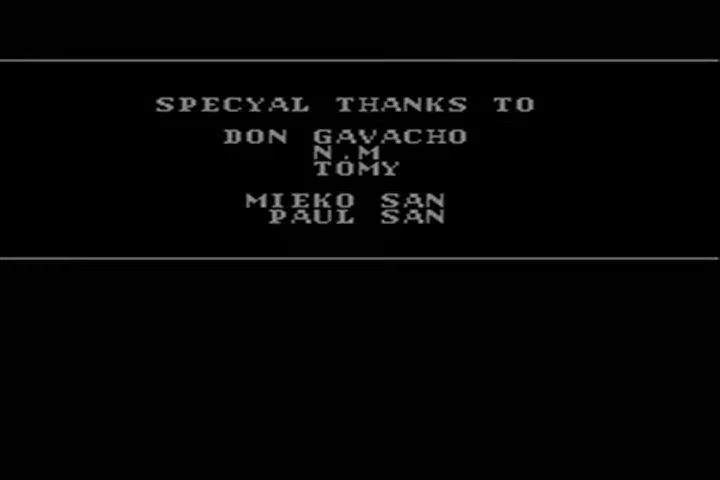 SPECYAL THANKS TO
DON GAVACHO
N.M
TOMY
MIEKO SAN
PAUL SAN